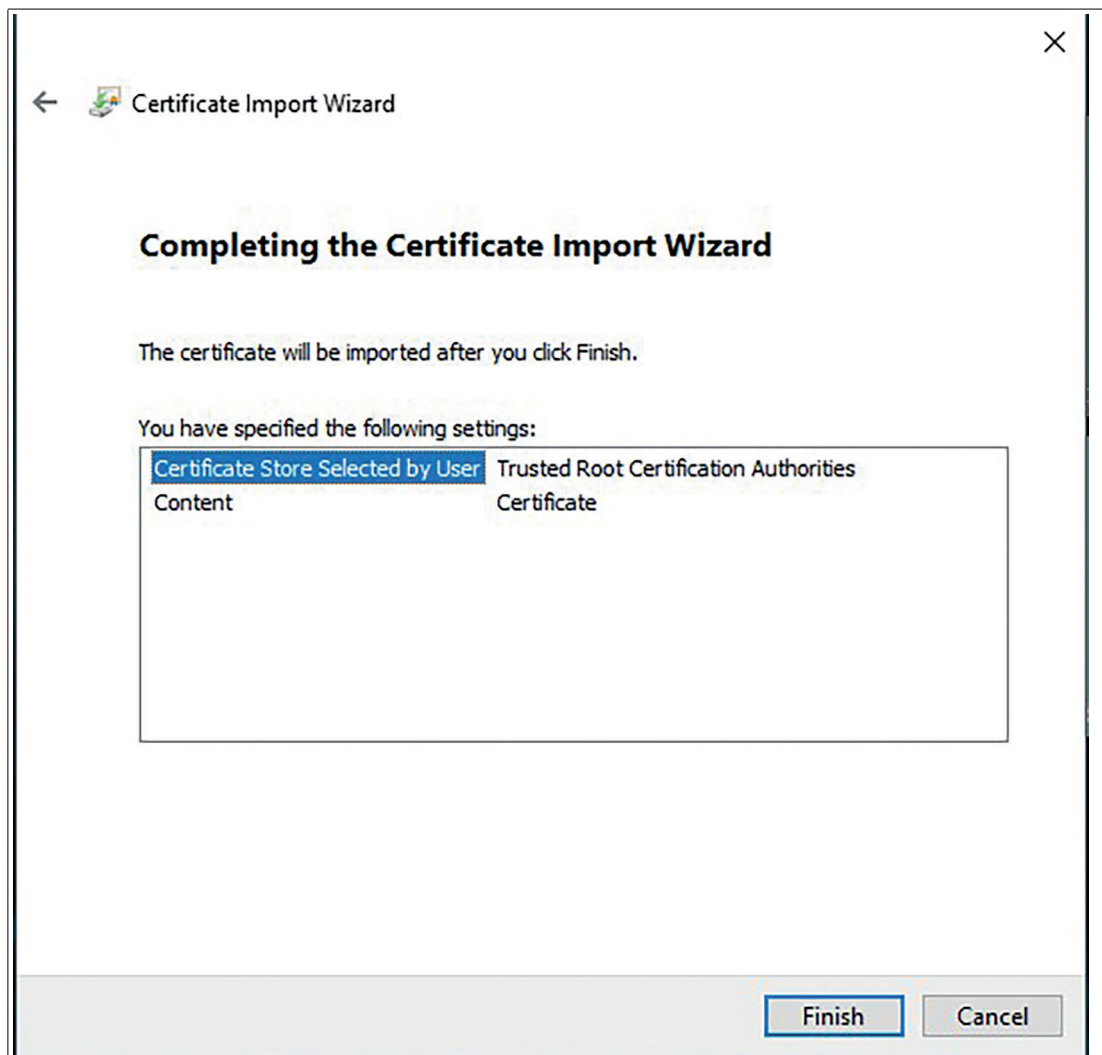 Certificate Import Wizard
Completing the Certificate Import Wizard
The certificate will be imported after you click Finish.
You have specified the following settings:
Certificate Store Selected by User Trusted Root Certification Authorities
Content Certificate
Finish Cancel